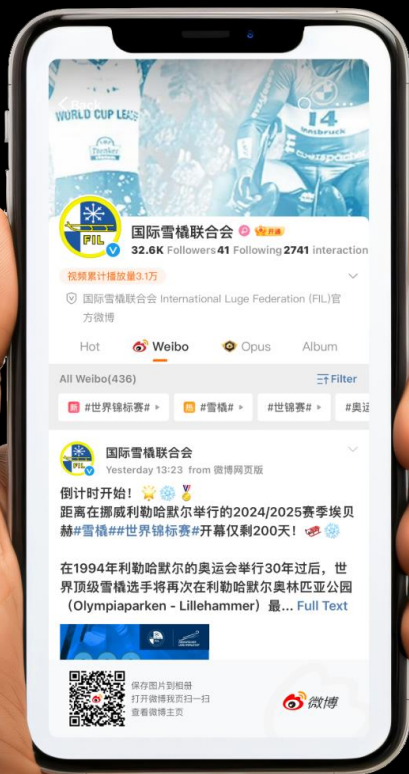 Back
WORLD CUP LEADER
14
Innsbruck
FIL
国际雪橇联合会
32.6K Followers 41 Following 2741 interaction
视频累计播放量3.1万
国际雪橇联合会 International Luge Federation (FIL)官
方微博
Hot Weibo Opus Album
All Weibo(436) Filter
新 #世界锦标赛# 热 #雪橇# #世锦赛# #奥运
国际雪橇联合会
Yesterday 13:23 from 微博网页版
倒计时开始！
距离在挪威利勒哈默尔举行的2024/2025赛季埃贝
赫#雪橇##世界锦标赛#开幕仅剩200天！
在1994年利勒哈默尔的奥运会举行30年过后，世
界顶级雪橇选手将再次在利勒哈默尔奥林匹亚公园
（Olympiaparken - Lillehammer）最... Full Text
保存图片到相册
打开微博我页扫一扫
查看微博主页
微博